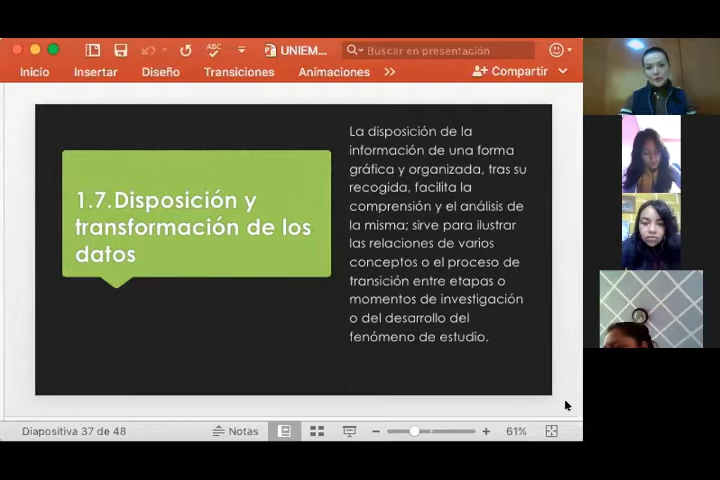 ABC
UNIEM...
Buscar en presentación
Inicio
Insertar
Diseño
Transiciones
Animaciones
Compartir
1.7.Disposición y
transformación de los
datos
La disposición de la
información de una forma
gráfica y organizada, tras su
recogida, facilita la
comprensión y el análisis de
la misma; sirve para ilustrar
las relaciones de varios
conceptos o el proceso de
transición entre etapas o
momentos de investigación
o del desarrollo del
fenómeno de estudio.
Diapositiva 37 de 48
Notas
61%